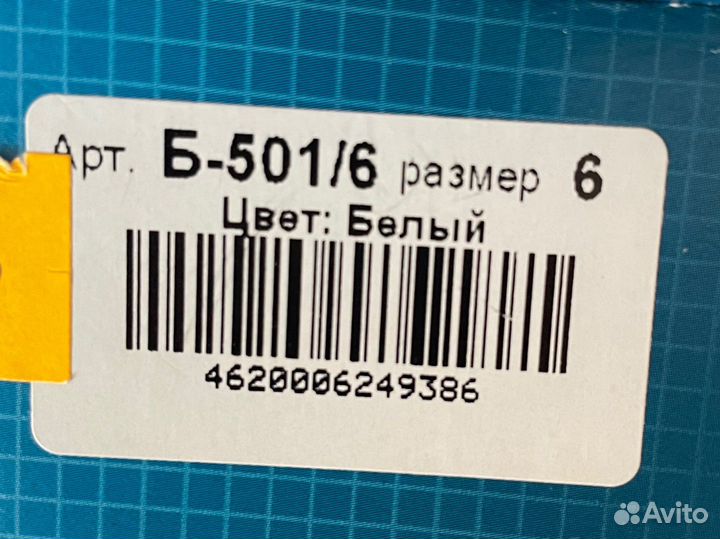 Арт. Б-501/6 размер 6
Цвет: Белый
4620006249386
Avito